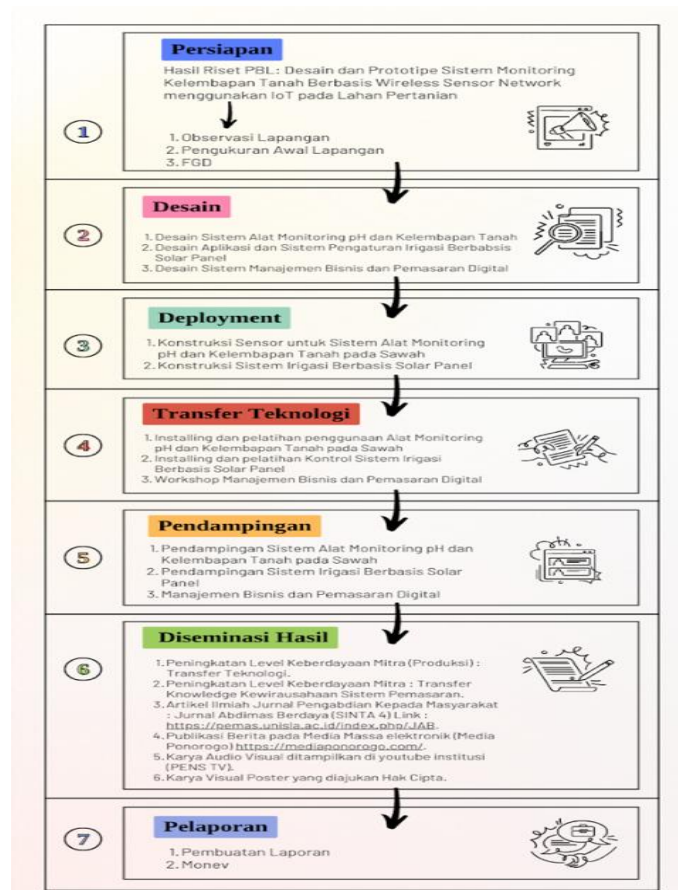 1
Persiapan
Hasil Riset PBL: Desain dan Prototipe Sistem Monitoring
Kelembapan Tanah Berbasis Wireless Sensor Network
menggunakan IoT pada Lahan Pertanian
1. Observasi Lapangan
2. Pengukuran Awal Lapangan
3. FGD
2
Desain
1. Desain Sistem Alat Monitoring pH dan Kelembapan Tanah
2. Desain Aplikasi dan Sistem Pengaturan Irigasi Berbabsis
Solar Panel
3. Desain Sistem Manajemen Bisnis dan Pemasaran Digital
3
Deployment
1. Konstruksi Sensor untuk Sistem Alat Monitoring
pH dan Kelembapan Tanah pada Sawah
2. Konstruksi Sistem Irigasi Berbasis Solar Panel
4
Transfer Teknologi
1. Installing dan pelatihan penggunaan Alat Monitoring
pH dan Kelembapan Tanah pada Sawah
2. Installing dan pelatihan Kontrol Sistem Irigasi
Berbasis Solar Panel
3. Workshop Manajemen Bisnis dan Pemasaran Digital
5
Pendampingan
1. Pendampingan Sistem Alat Monitoring pH dan
Kelembapan Tanah pada Sawah
2. Pendampingan Sistem Irigasi Berbasis Solar
Panel
3. Manajemen Bisnis dan Pemasaran Digital
6
Diseminasi Hasil
1. Peningkatan Level Keberdayaan Mitra (Produksi) :
Transfer Teknologi.
2. Peningkatan Level Keberdayaan Mitra : Transfer
Knowledge Kewirausahaan Sistem Pemasaran.
3. Artikel Ilmiah Jurnal Pengabdian Kepada Masyarakat
: Jurnal Abdimas Berdaya (SINTA 4) Link :
https://pemas.unisla.ac.id/index.php/JAB.
4. Publikasi Berita pada Media Massa elektronik (Media
Ponorogo) https://mediaponorogo.com/.
5. Karya Audio Visual ditampilkan di youtube institusi
(PENS TV).
6. Karya Visual Poster yang diajukan Hak Cipta.
7
Pelaporan
1. Pembuatan Laporan
2. Monev